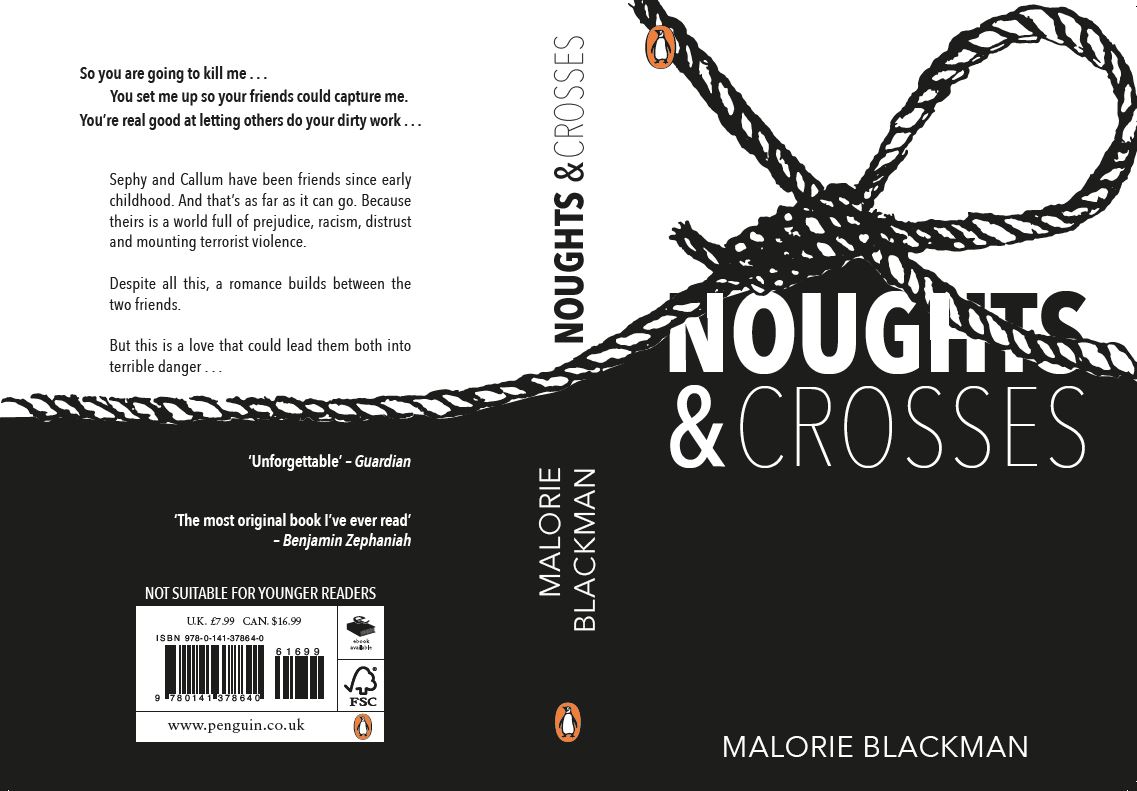 So you are going to kill me . . .
You set me up so your friends could capture me.
You’re real good at letting others do your dirty work . . .
Sephy and Callum have been friends since early
childhood. And that’s as far as it can go. Because
theirs is a world full of prejudice, racism, distrust
and mounting terrorist violence.
Despite all this, a romance builds between the
two friends.
But this is a love that could lead them both into
terrible danger . . .
‘Unforgettable’ – Guardian
‘The most original book I’ve ever read’
– Benjamin Zephaniah
NOT SUITABLE FOR YOUNGER READERS
U.K. £7.99 CAN. $16.99
ISBN 978-0-141-37864-0
61699
9 780141 378640
ebook
available
FSC
www.penguin.co.uk
NOUGHTS & CROSSES
MALORIE
BLACKMAN
NOUGHTS
& CROSSES
MALORIE BLACKMAN